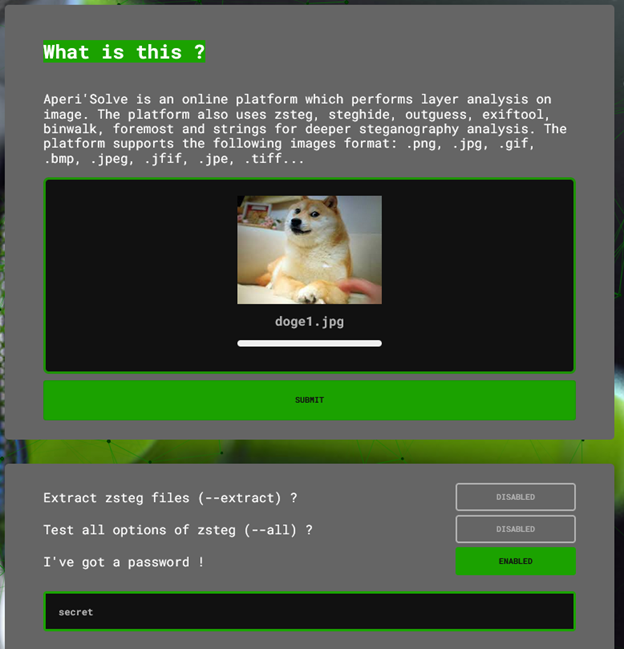 What is this ?
Aperi'Solve is an online platform which performs layer analysis on
image. The platform also uses zsteg, steghide, outguess, exiftool,
binwalk, foremost and strings for deeper steganography analysis. The
platform supports the following images format: .png, .jpg, .gif,
.bmp, .jpeg, .jfif, .jpe, .tiff...
doge1.jpg
SUBMIT
Extract zsteg files (--extract) ?
DISABLED
Test all options of zsteg (--all) ?
DISABLED
I've got a password !
ENABLED
secret